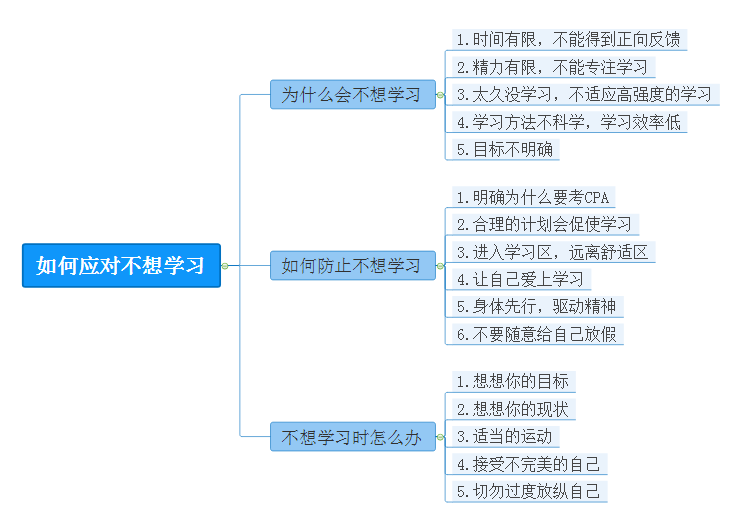 如何应对不想学习
为什么会不想学习
1.时间有限，不能得到正向反馈
2.精力有限，不能专注学习
3.太久没学习，不适应高强度的学习
4.学习方法不科学，学习效率低
5.目标不明确
如何防止不想学习
1.明确为什么要考CPA
2.合理的计划会促使学习
3.进入学习区，远离舒适区
4.让自己爱上学习
5.身体先行，驱动精神
6.不要随意给自己放假
不想学习时怎么办
1.想想你的目标
2.想想你的现状
3.适当的运动
4.接受不完美的自己
5.切勿过度放纵自己